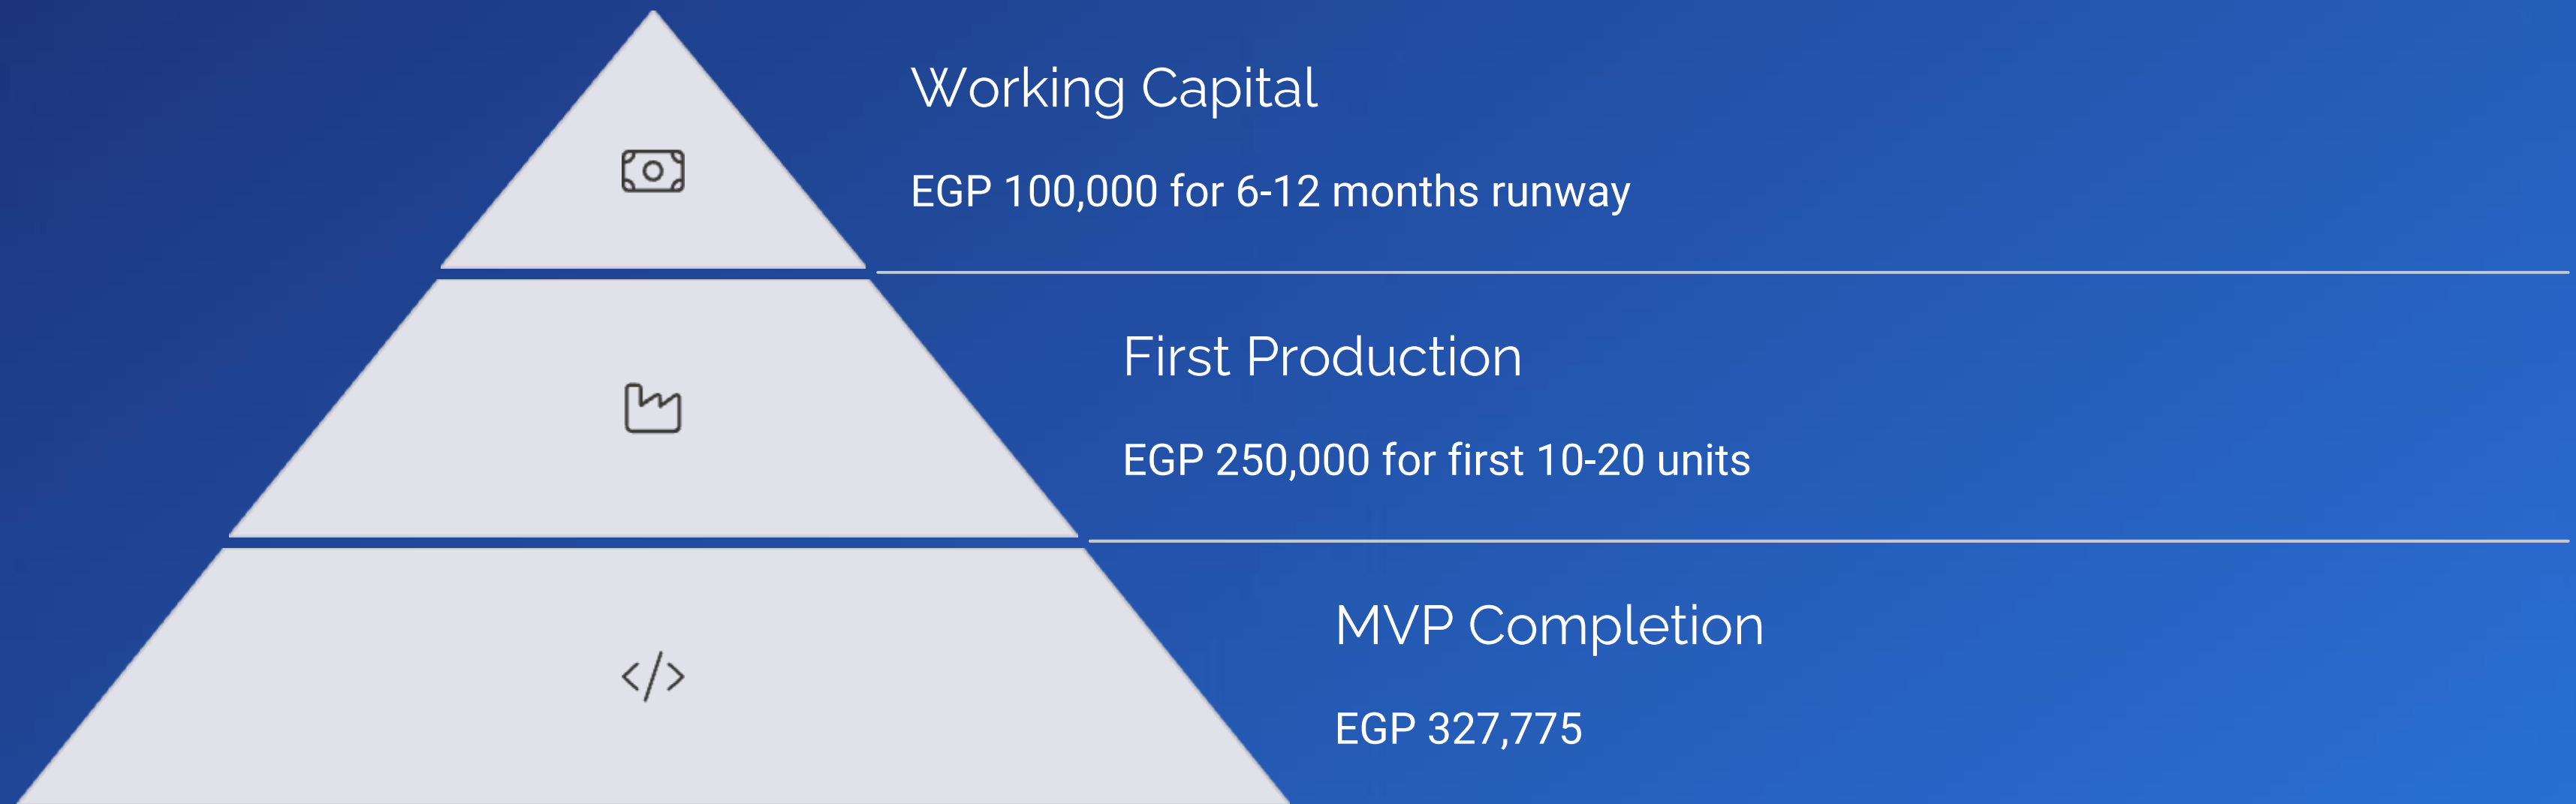 Working Capital
EGP 100,000 for 6-12 months runway
First Production
EGP 250,000 for first 10-20 units
MVP Completion
EGP 327,775